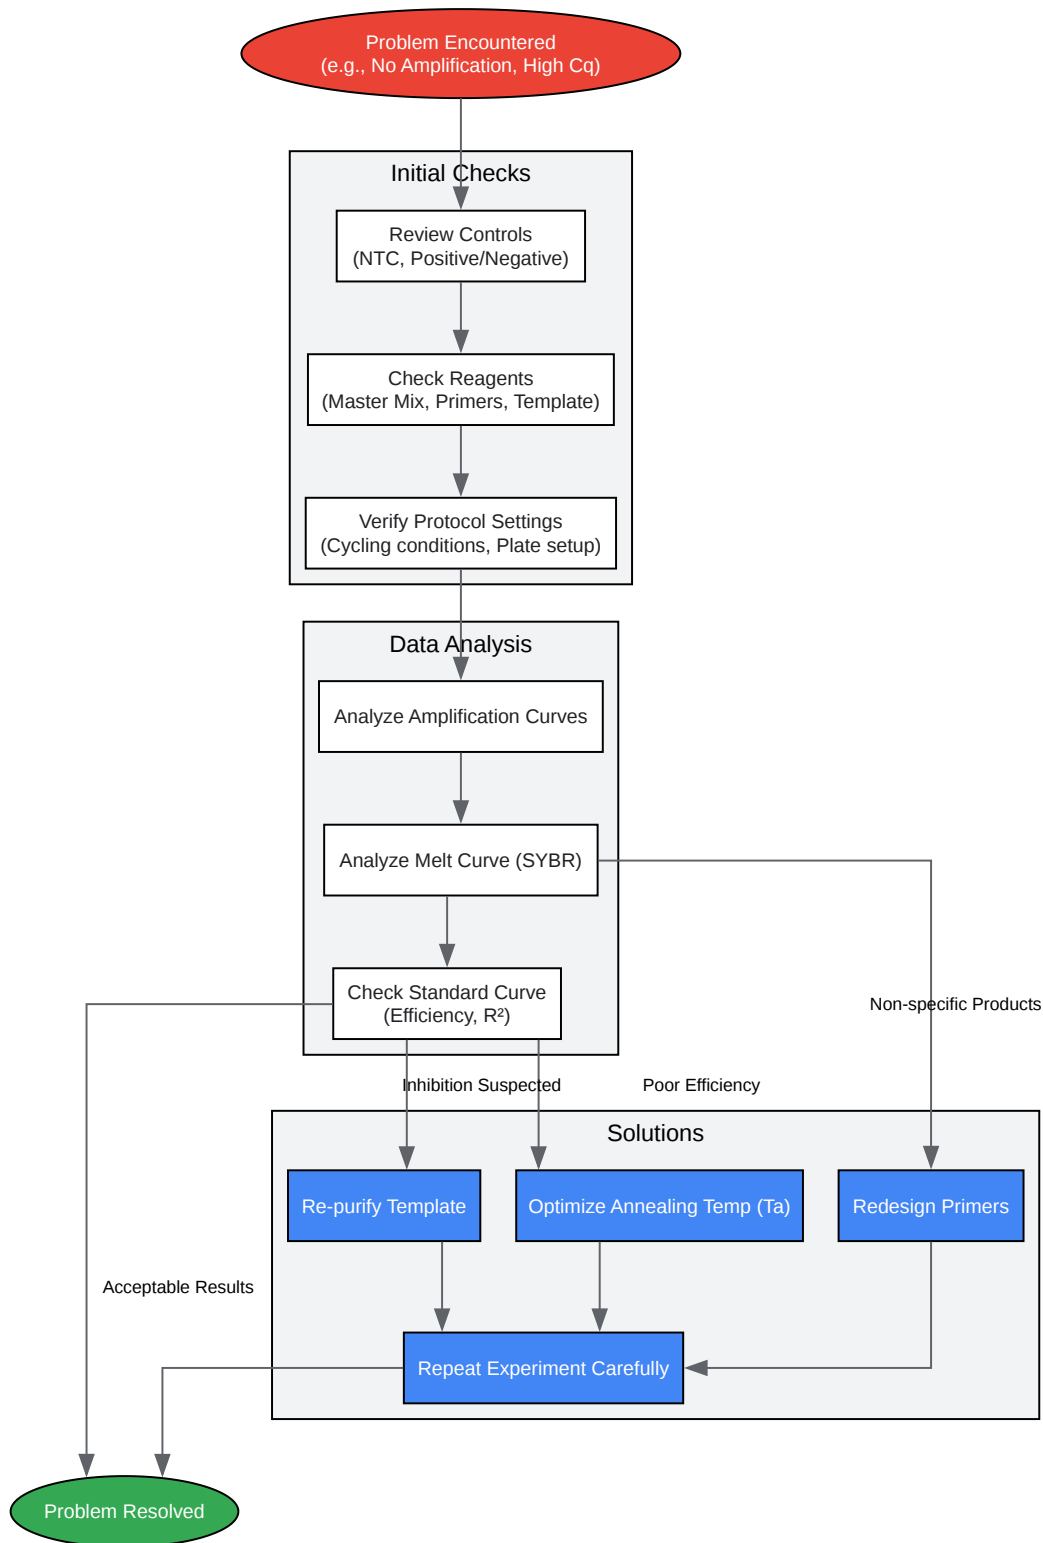 Problem Encountered
(e.g., No Amplification, High Cq)
Initial Checks
Review Controls
(NTC, Positive/Negative)
Check Reagents
(Master Mix, Primers, Template)
Verify Protocol Settings
(Cycling conditions, Plate setup)
Data Analysis
Analyze Amplification Curves
Analyze Melt Curve (SYBR)
Check Standard Curve
(Efficiency, R²)
Non-specific Products
Inhibition Suspected
Poor Efficiency
Solutions
Re-purify Template
Optimize Annealing Temp (Ta)
Redesign Primers
Acceptable Results
Repeat Experiment Carefully
Problem Resolved